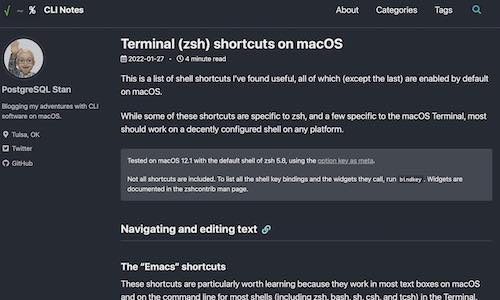 √ ~ % CLI Notes
About Categories Tags
PostgreSQL Stan
Blogging my adventures with CLI
software on macOS.
Tulsa, OK
Twitter
GitHub
Terminal (zsh) shortcuts on macOS
2022-01-27 • 4 minute read
This is a list of shell shortcuts I've found useful, all of which (except the last) are enabled by default
on macOS.
While some of these shortcuts are specific to zsh, and a few specific to the macOS Terminal, most
should work on a decently configured shell on any platform.
Tested on macOS 12.1 with the default shell of zsh 5.8, using the option key as meta.
Not all shortcuts are included. To list all the shell key bindings and the widgets they call, run bindkey. Widgets are
documented in the zshcontrib man page.
Navigating and editing text
The “Emacs” shortcuts
These shortcuts are particularly worth learning because they work in most text boxes on macOS
and on the command line for most shells (including zsh, bash, sh, csh, and tcsh) in the Terminal.